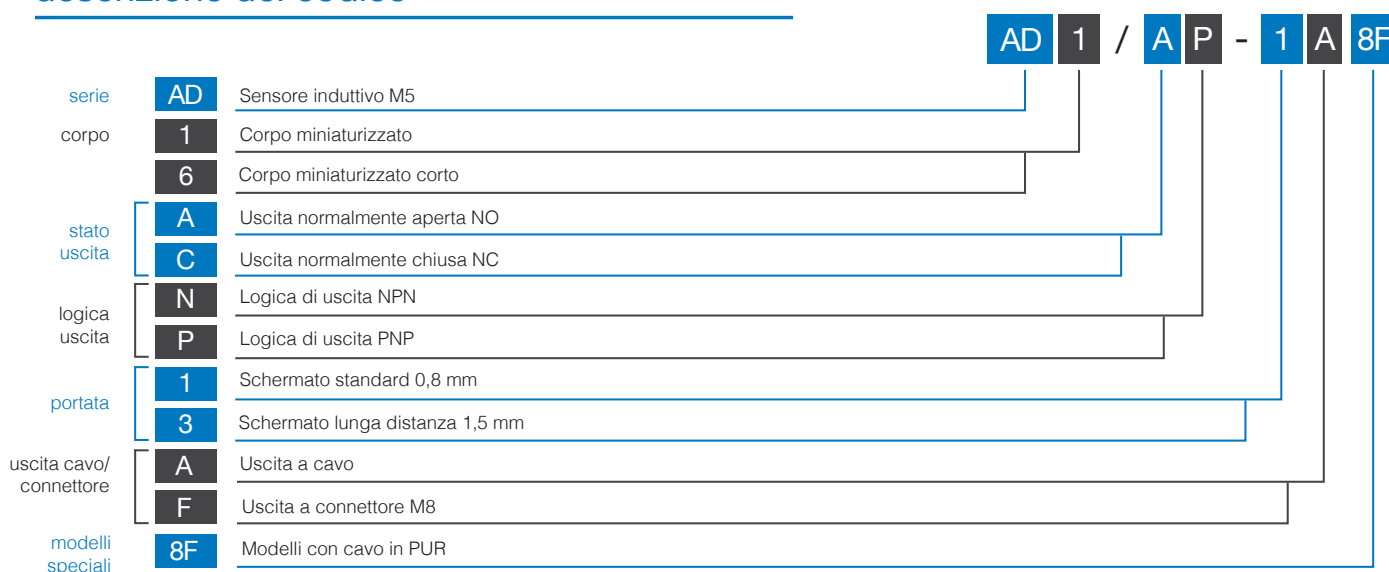 descrizione del codice
AD 1 / A P - 1 A 8F
serie AD Sensore induttivo M5
corpo 1 Corpo miniaturizzato
6 Corpo miniaturizzato corto
stato uscita
A Uscita normalmente aperta NO
C Uscita normalmente chiusa NC
logica uscita
N Logica di uscita NPN
P Logica di uscita PNP
portata
1 Schermato standard 0,8 mm
3 Schermato lunga distanza 1,5 mm
uscita cavo/
connettore
A Uscita a cavo
F Uscita a connettore M8
modelli
speciali
8F Modelli con cavo in PUR